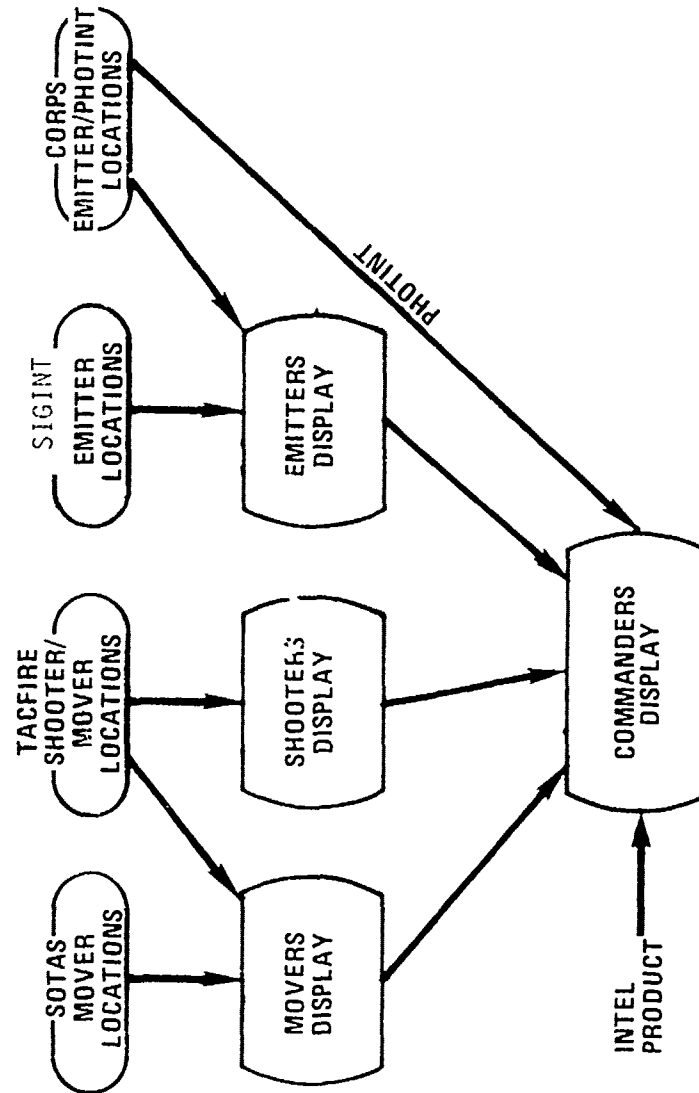 SOTAS
MOVER
LOCATIONS
TACFIRE
SHOOTER/
MOVER
LOCATIONS
SIGINT
EMITTER
LOCATIONS
CORPS
EMITTER/PHOTINT
LOCATIONS
MOVERS
DISPLAY
SHOOTERS
DISPLAY
EMITTERS
DISPLAY
PHOTINT
INTEL
PRODUCT
COMMANDERS
DISPLAY